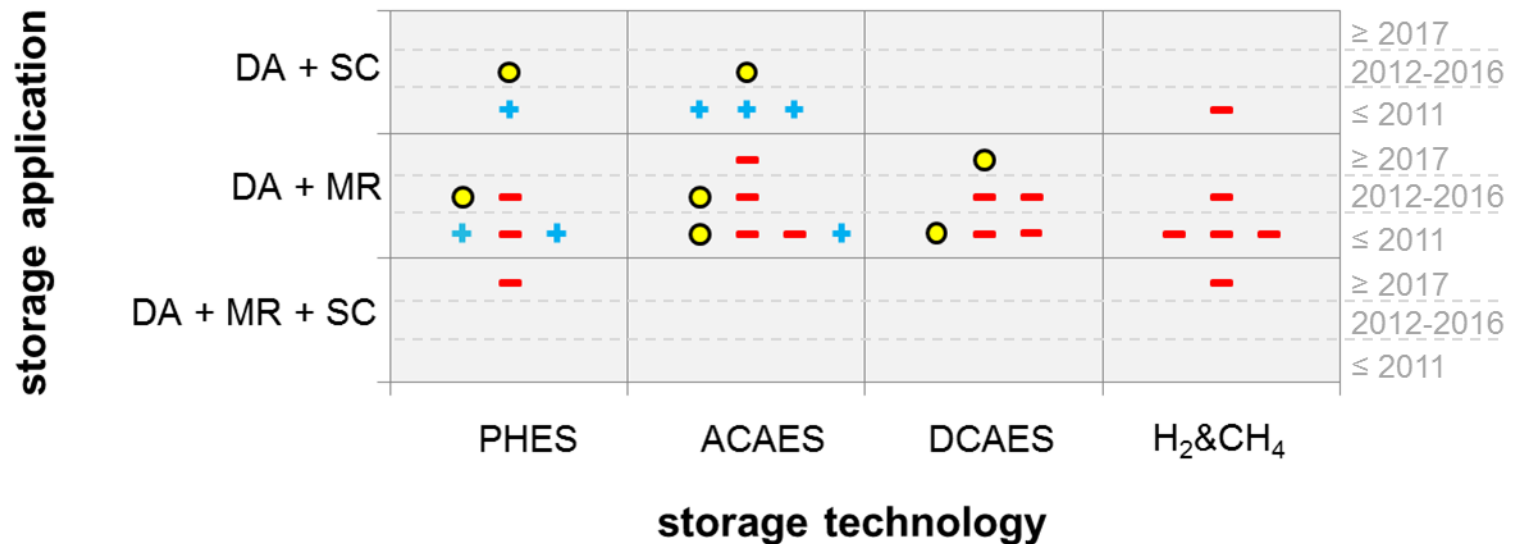 storage application
DA + SC
≥ 2017
2012-2016
≤ 2011
DA + MR
≥ 2017
2012-2016
≤ 2011
DA + MR + SC
≥ 2017
2012-2016
≤ 2011
PHES
ACAES
DCAES
H₂&CH₄
storage technology